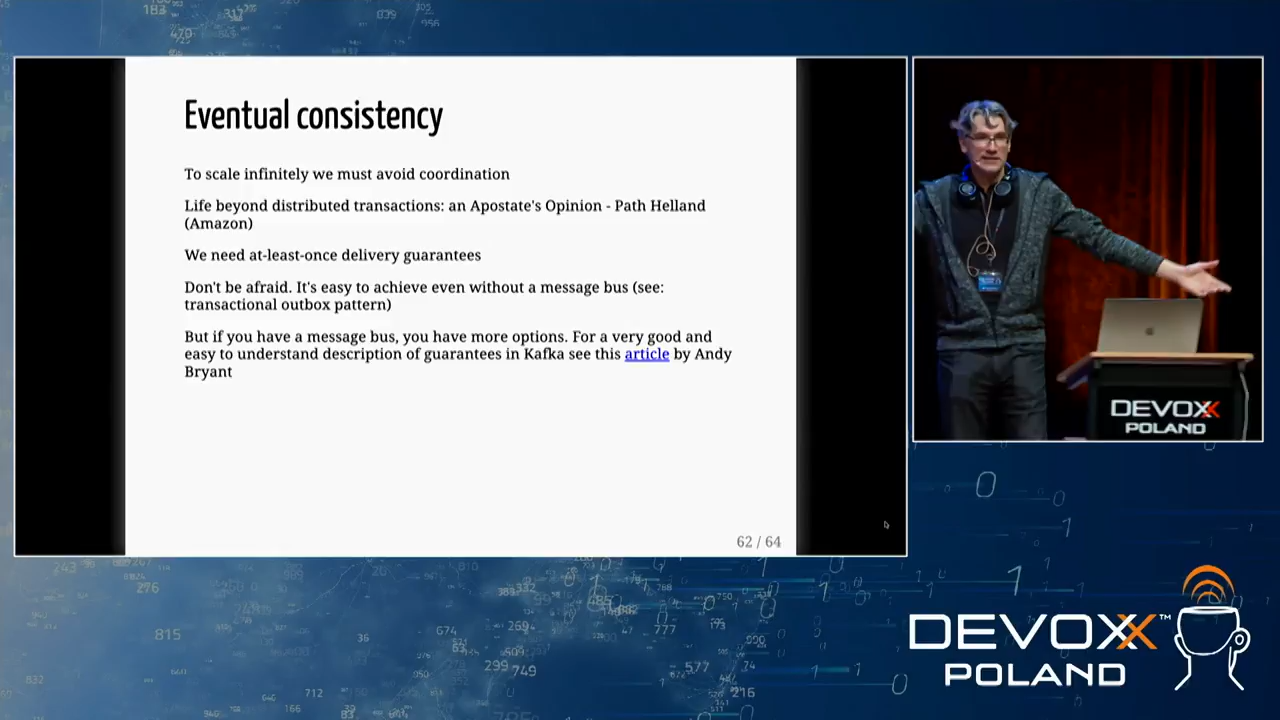 Eventual consistency
To scale infinitely we must avoid coordination
Life beyond distributed transactions: an Apostate's Opinion - Path Helland
(Amazon)
We need at-least-once delivery guarantees
Don't be afraid. It's easy to achieve even without a message bus (see:
transactional outbox pattern)
But if you have a message bus, you have more options. For a very good and
easy to understand description of guarantees in Kafka see this article by Andy
Bryant
62 / 64
DEVOXX
POLAND
DEVOXX™
POLAND